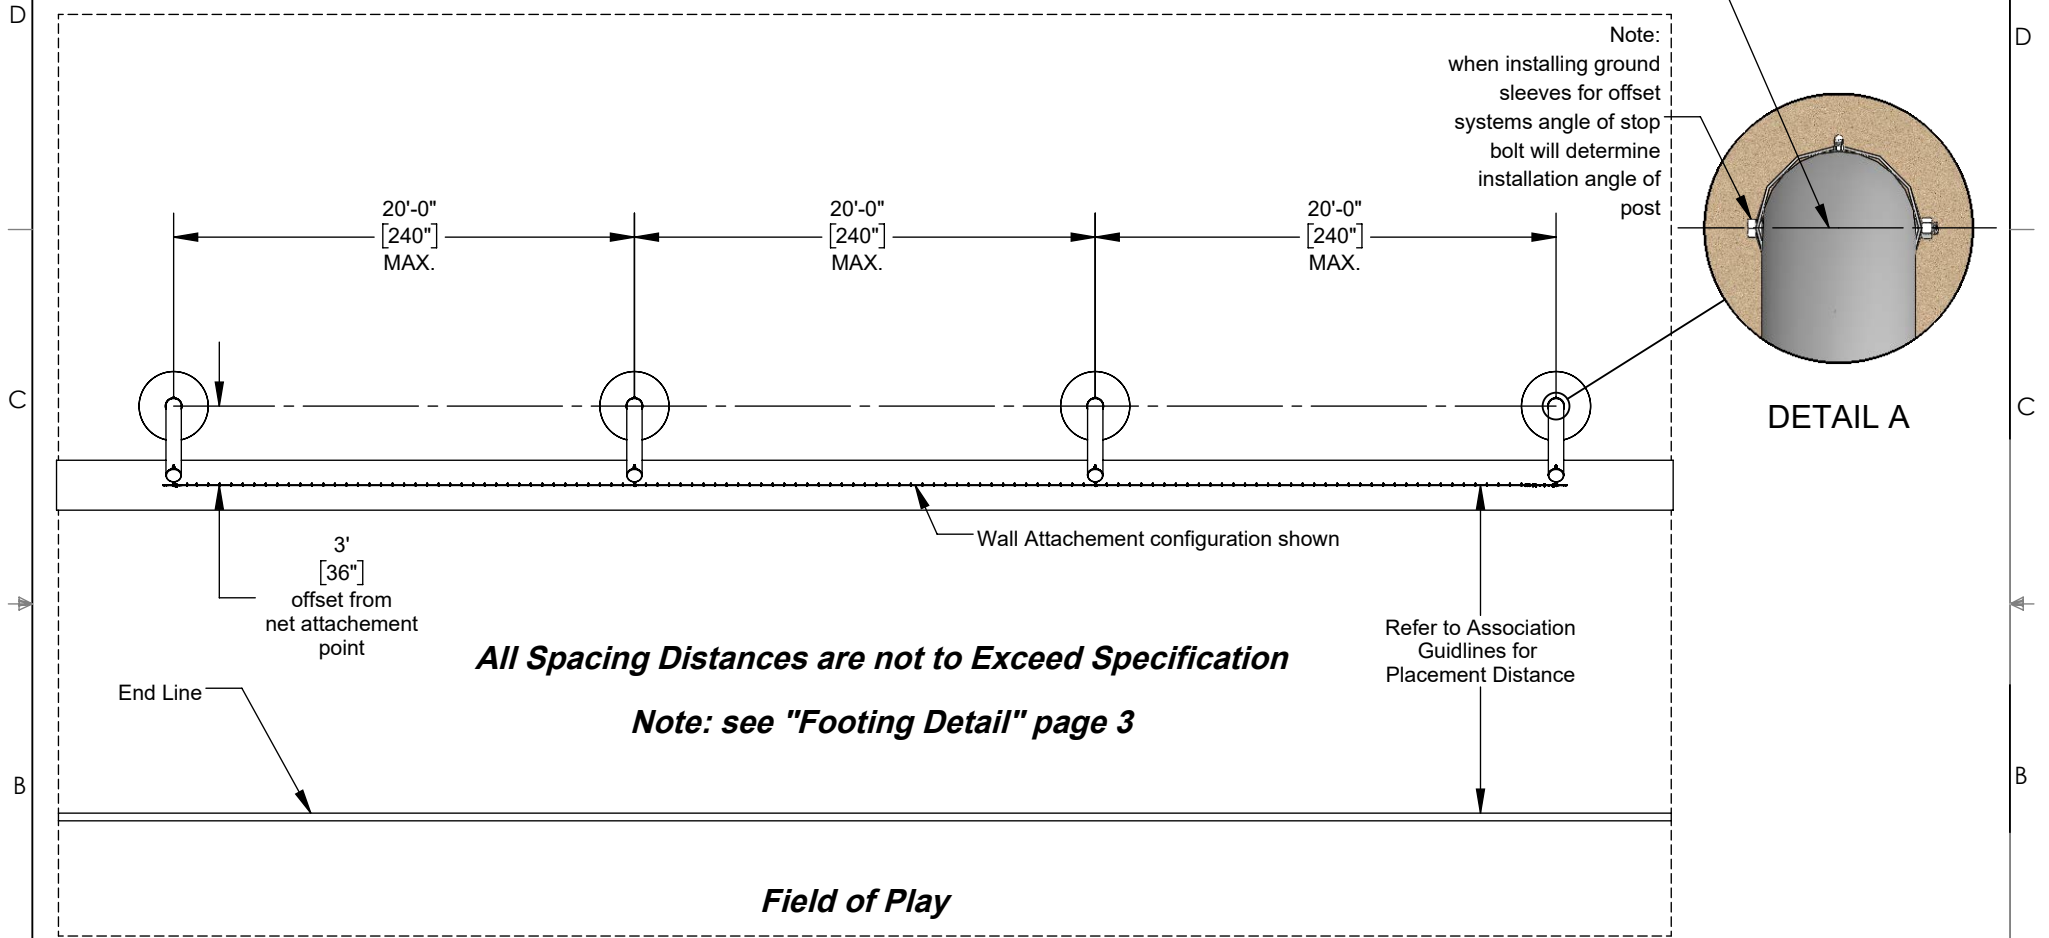 D
D
Note:
when installing ground
sleeves for offset
systems angle of stop
bolt will determine
installation angle of
post
20'-0"
[240"]
MAX.
20'-0"
[240"]
MAX.
20'-0"
[240"]
MAX.
C
C
DETAIL A
Wall Attachement configuration shown
3'
[36"]
offset from
net attachement
point
Refer to Association
Guidlines for
Placement Distance
All Spacing Distances are not to Exceed Specification
End Line
Note: see "Footing Detail" page 3
B
B
Field of Play